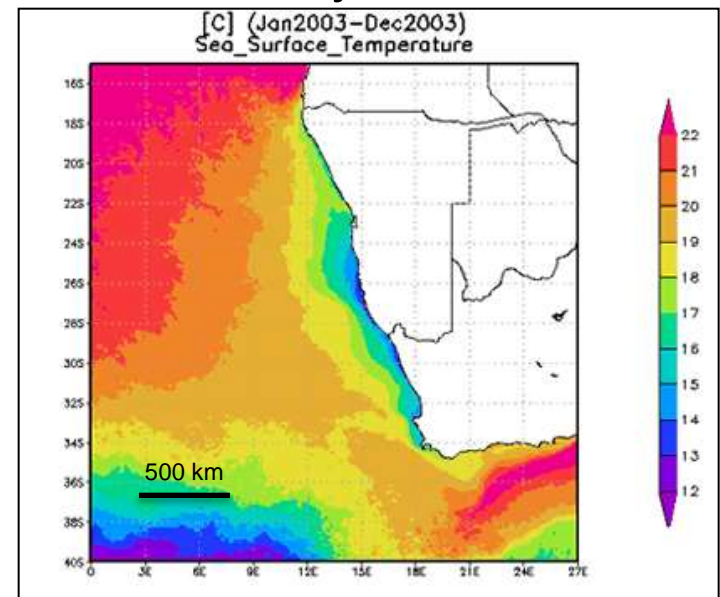 [C] (Jan2003-Dec2003)
Sea_Surface_Temperature
16S
18S
20S
22S
24S
26S
28S
30S
32S
34S
36S
38S
40S
500 km
0 3E 6E 9E 12E 15E 18E 21E 24E 27E
22
21
20
19
18
17
16
15
14
13
12